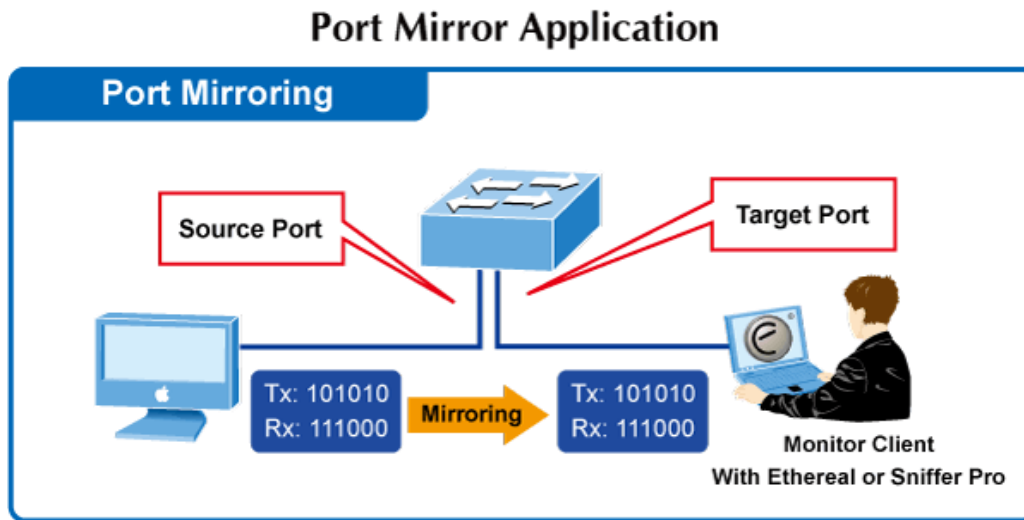 Port Mirror Application
Port Mirroring
Source Port
Target Port
Tx: 101010
Rx: 111000
Mirroring
Tx: 101010
Rx: 111000
e
Monitor Client
With Ethereal or Sniffer Pro